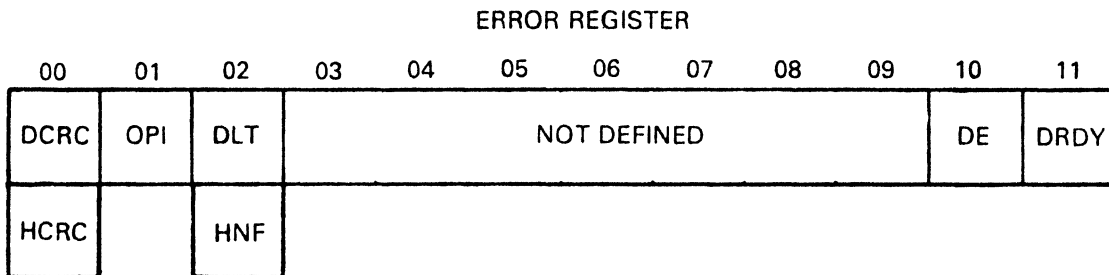 ERROR REGISTER
00 01 02 03 04 05 06 07 08 09 10 11
DCRC OPI DLT NOT DEFINED DE DRDY
HCRC HNF